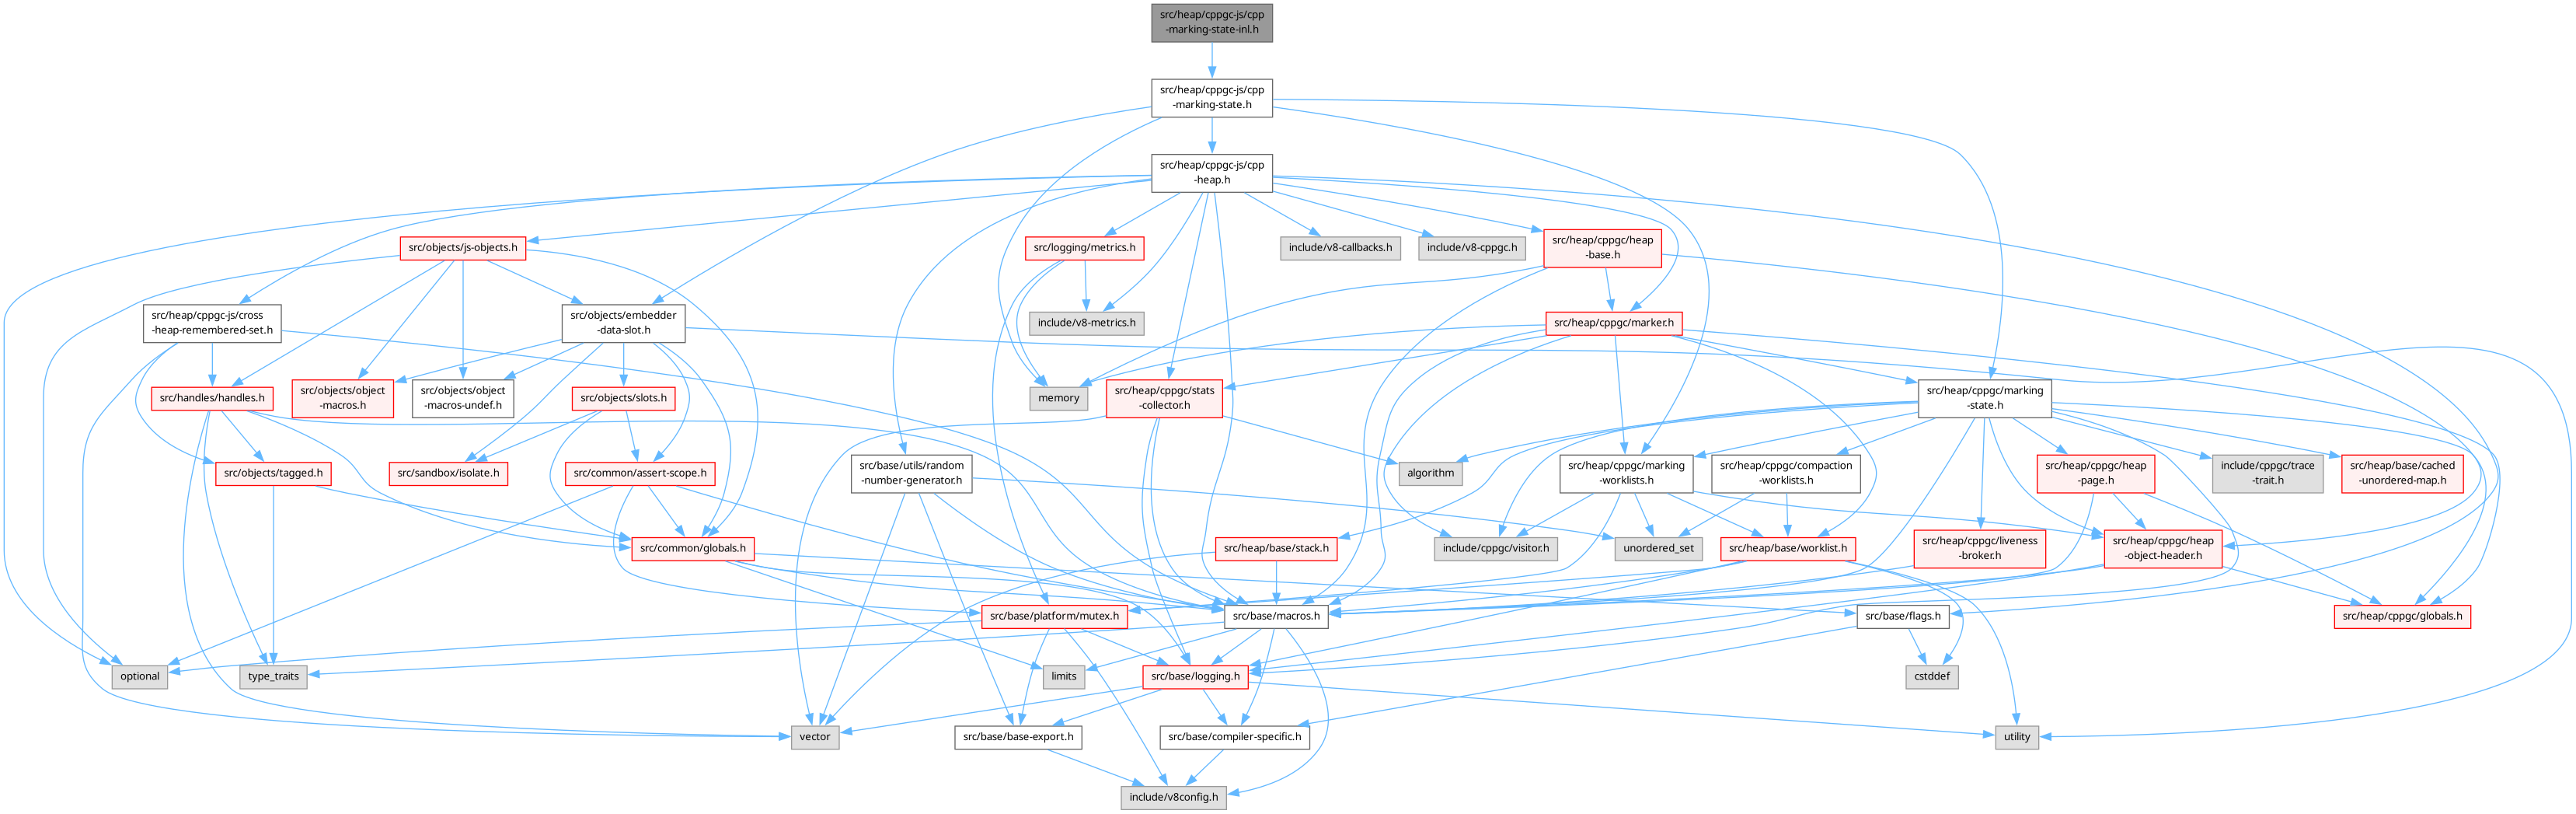 src/heap/cppgc-js/cpp
-marking-state-inl.h
src/heap/cppgc-js/cpp
-marking-state.h
src/heap/cppgc-js/cpp
-heap.h
src/objects/js-objects.h
src/logging/metrics.h
include/v8-callbacks.h
include/v8-cppgc.h
src/heap/cppgc/heap
-base.h
src/heap/cppgc-js/cross
-heap-remembered-set.h
src/objects/embedder
-data-slot.h
include/v8-metrics.h
src/heap/cppgc/marker.h
src/handles/handles.h
src/objects/object
-macros.h
src/objects/object
-macros-undef.h
src/objects/slots.h
memory
src/heap/cppgc/stats
-collector.h
src/heap/cppgc/marking
-state.h
src/objects/tagged.h
src/sandbox/isolate.h
src/common/assert-scope.h
src/base/utils/random
-number-generator.h
algorithm
src/heap/cppgc/marking
-worklists.h
src/heap/cppgc/compaction
-worklists.h
src/heap/cppgc/heap
-page.h
include/cppgc/trace
-trait.h
src/heap/base/cached
-unordered-map.h
src/common/globals.h
src/heap/base/stack.h
include/cppgc/visitor.h
unordered_set
src/heap/base/worklist.h
src/heap/cppgc/liveness
-broker.h
src/heap/cppgc/heap
-object-header.h
src/base/platform/mutex.h
src/base/macros.h
src/base/flags.h
src/heap/cppgc/globals.h
optional
type_traits
limits
src/base/logging.h
cstddef
vector
src/base/base-export.h
src/base/compiler-specific.h
utility
include/v8config.h